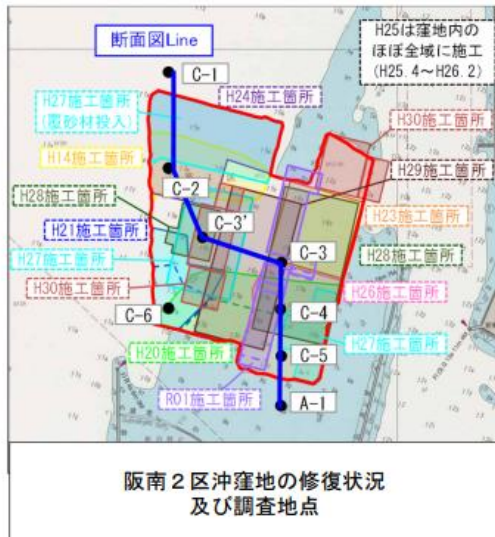 断面図Line
H25は窪地内の
ほぼ全域に施工
(H25.4～H26.2)
C-1
H24施工箇所
H27施工箇所
(覆砂材投入)
H30施工箇所
H14施工箇所
H29施工箇所
C-2
H28施工箇所
C-3'
H23施工箇所
H21施工箇所
C-3
H28施工箇所
H27施工箇所
H26施工箇所
H30施工箇所
C-4
C-6
H27施工箇所
H20施工箇所
C-5
R01施工箇所
A-1
阪南２区沖窪地の修復状況
及び調査地点